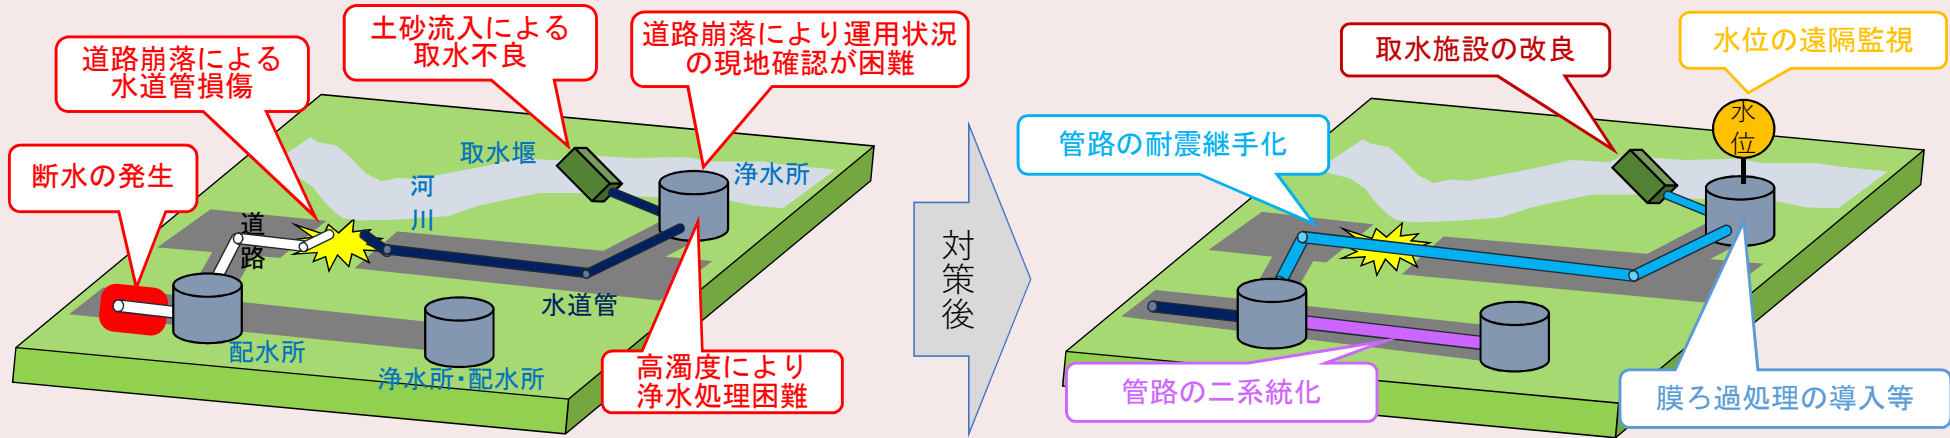 道路崩落による
水道管損傷
土砂流入による
取水不良
道路崩落により運用状況
の現地確認が困難
断水の発生
取水堰
河川
浄水所
道路
水道管
配水所
浄水所・配水所
高濁度により
浄水処理困難
対策後
取水施設の改良
水位の遠隔監視
水位
管路の耐震継手化
管路の二系統化
膜ろ過処理の導入等